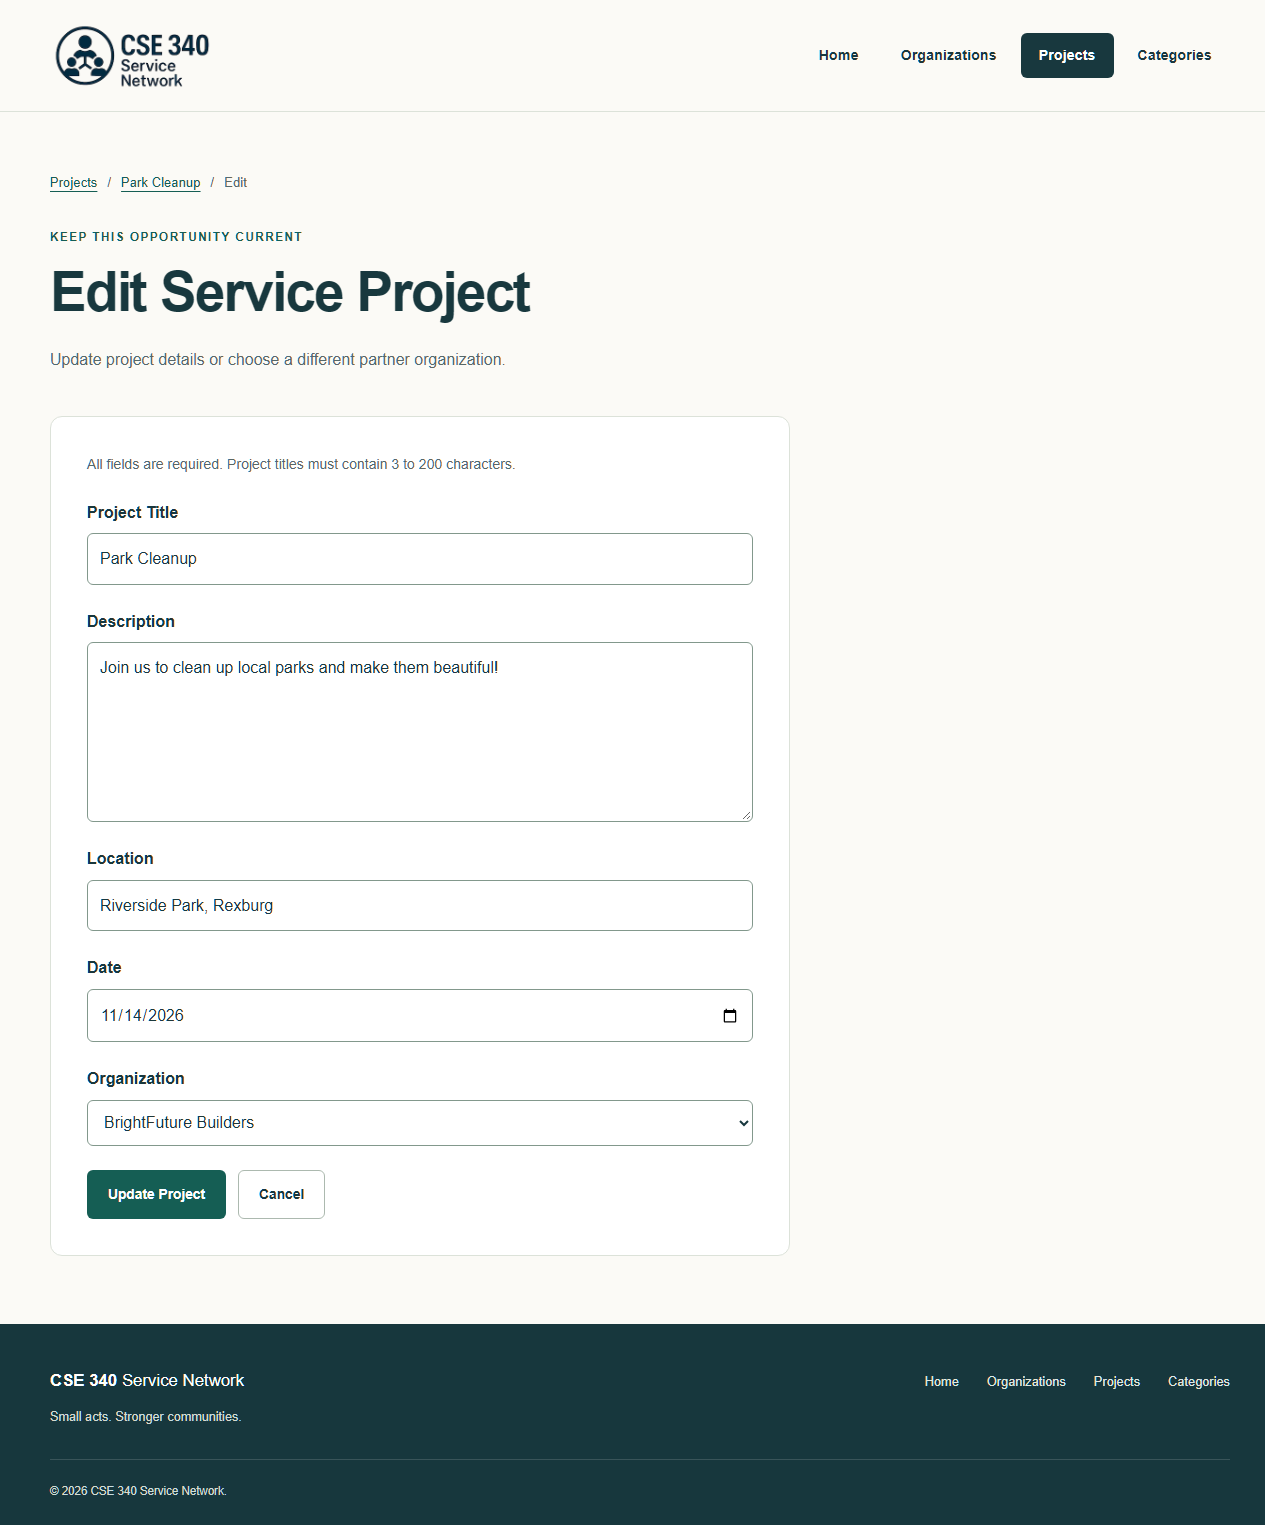 CSE 340
Service
Network
Home
Organizations
Projects
Categories
Projects / Park Cleanup / Edit
KEEP THIS OPPORTUNITY CURRENT
Edit Service Project
Update project details or choose a different partner organization.
All fields are required. Project titles must contain 3 to 200 characters.
Project Title
Park Cleanup
Description
Join us to clean up local parks and make them beautiful!
Location
Riverside Park, Rexburg
Date
11/14/2026
Organization
BrightFuture Builders
Update Project
Cancel
CSE 340 Service Network
Home
Organizations
Projects
Categories
Small acts. Stronger communities.
© 2026 CSE 340 Service Network.